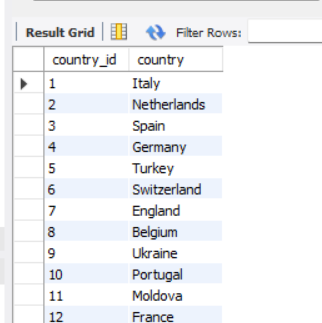 Result Grid Filter Rows:
country_id country
1 Italy
2 Netherlands
3 Spain
4 Germany
5 Turkey
6 Switzerland
7 England
8 Belgium
9 Ukraine
10 Portugal
11 Moldova
12 France